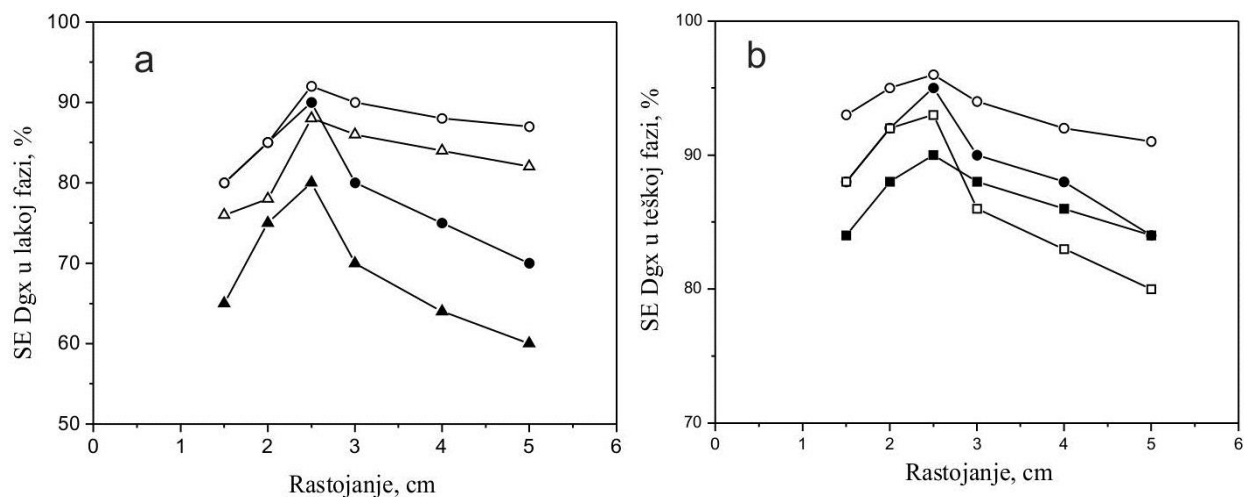 a
SE Dgx u lakoj fazi, %
100
90
80
70
60
50
0 1 2 3 4 5 6
Rastojanje, cm
b
SE Dgx u teškoj fazi, %
100
90
80
70
0 1 2 3 4 5 6
Rastojanje, cm